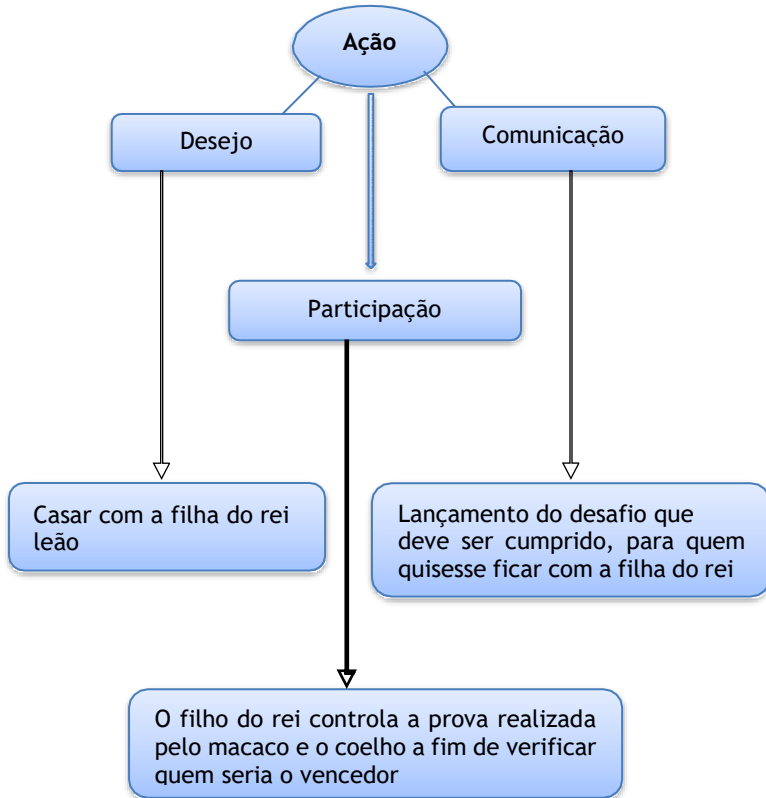 Ação
Desejo
Comunicação
Participação
Casar com a filha do rei
leão
Lançamento do desafio que
deve ser cumprido, para quem
quisesse ficar com a filha do rei
O filho do rei controla a prova realizada
pelo macaco e o coelho a fim de verificar
quem seria o vencedor